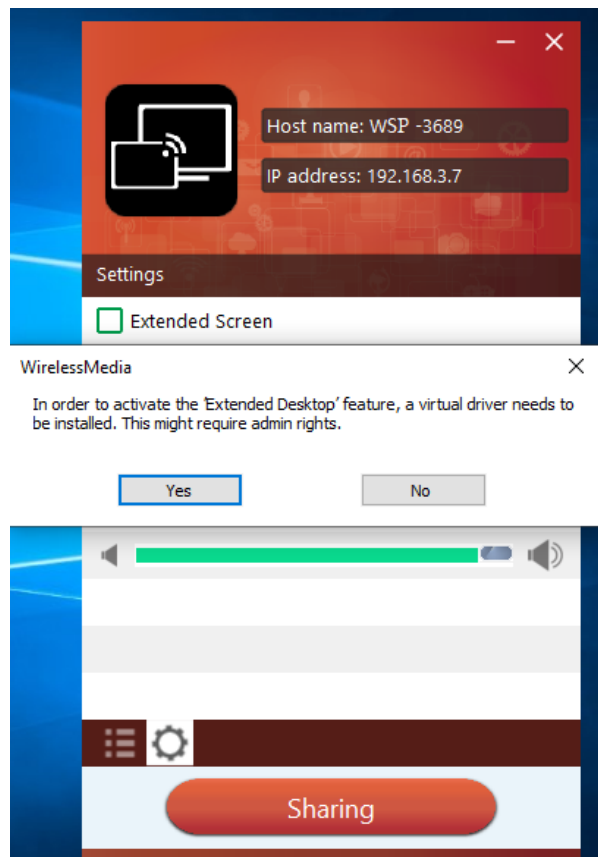 Host name: WSP -3689
IP address: 192.168.3.7
Settings
Extended Screen
WirelessMedia
In order to activate the 'Extended Desktop' feature, a virtual driver needs to
be installed. This might require admin rights.
Yes
No
Sharing